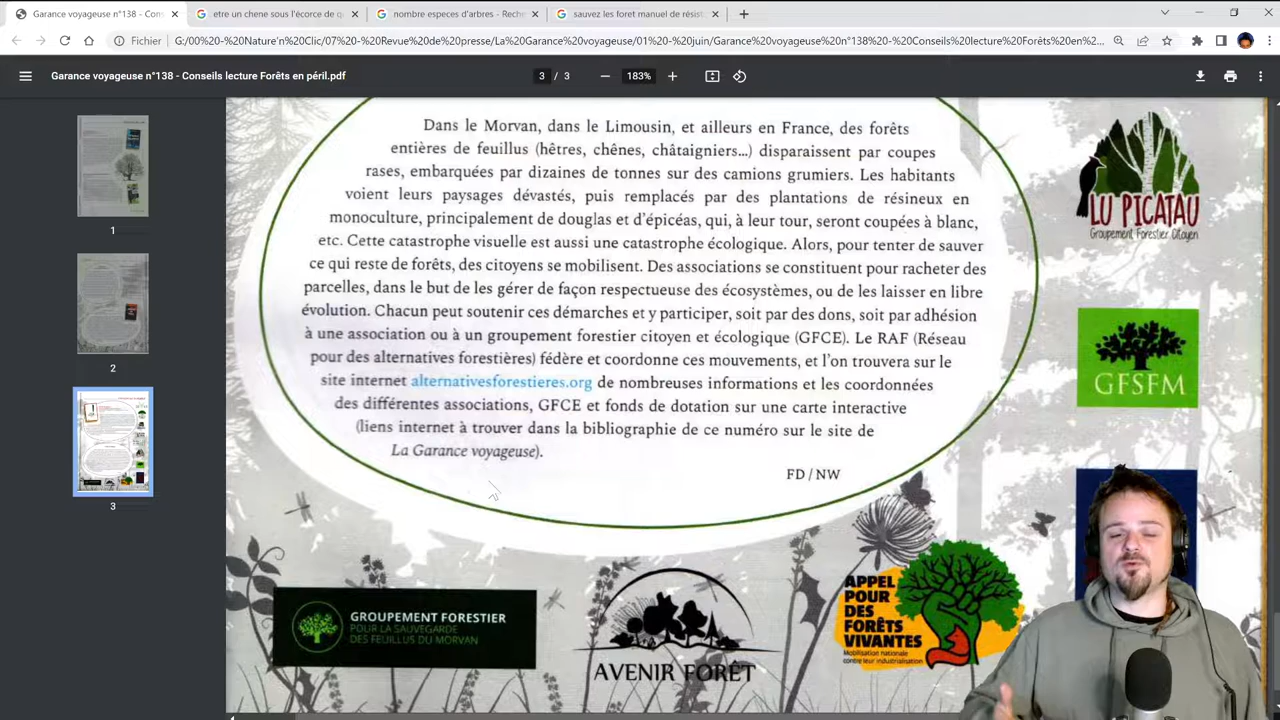 Garance voyageuse n°138 - Cons
etre un chene sous l'écorce de q
nombre especes d'arbres - Reche
sauvez les foret manuel de résist
Fichier
G:/00%20-%20Nature'n%20Clic/07%20-%20Revue%20de%20presse/La%20Garance%20voyageuse/01%20-%20juin/Garance%20voyageuse%20n°138%20-%20Conseils%20lecture%20Forêts%20en%...
Garance voyageuse n°138 - Conseils lecture Forêts en péril.pdf
3 / 3
183%
1
2
3
Dans le Morvan, dans le Limousin, et ailleurs en France, des forêts
entières de feuillus (hêtres, chênes, châtaigniers...) disparaissent par coupes
rases, embarquées par dizaines de tonnes sur des camions grumiers. Les habitants
voient leurs paysages dévastés, puis remplacés par des plantations de résineux en
monoculture, principalement de douglas et d'épicéas, qui, à leur tour, seront coupées à blanc,
etc. Cette catastrophe visuelle est aussi une catastrophe écologique. Alors, pour tenter de sauver
ce qui reste de forêts, des citoyens se mobilisent. Des associations se constituent pour racheter des
parcelles, dans le but de les gérer de façon respectueuse des écosystèmes, ou de les laisser en libre
évolution. Chacun peut soutenir ces démarches et y participer, soit par des dons, soit par adhésion
à une association ou à un groupement forestier citoyen et écologique (GFCE). Le RAF (Réseau
pour des alternatives forestières) fédère et coordonne ces mouvements, et l'on trouvera sur le
site internet alternativesforestieres.org de nombreuses informations et les coordonnées
des différentes associations, GFCE et fonds de dotation sur une carte interactive
(liens internet à trouver dans la bibliographie de ce numéro sur le site de
La Garance voyageuse).
FD / NW
LU PICATAU
Groupement Forestier Citoyen
GFSFM
GROUPEMENT FORESTIER
POUR LA SAUVEGARDE
DES FEUILLUS DU MORVAN
AVENIR FORÊT
APPEL
POUR
DES
FORÊTS
VIVANTES
Mobilisation nationale
contre leur industrialisation